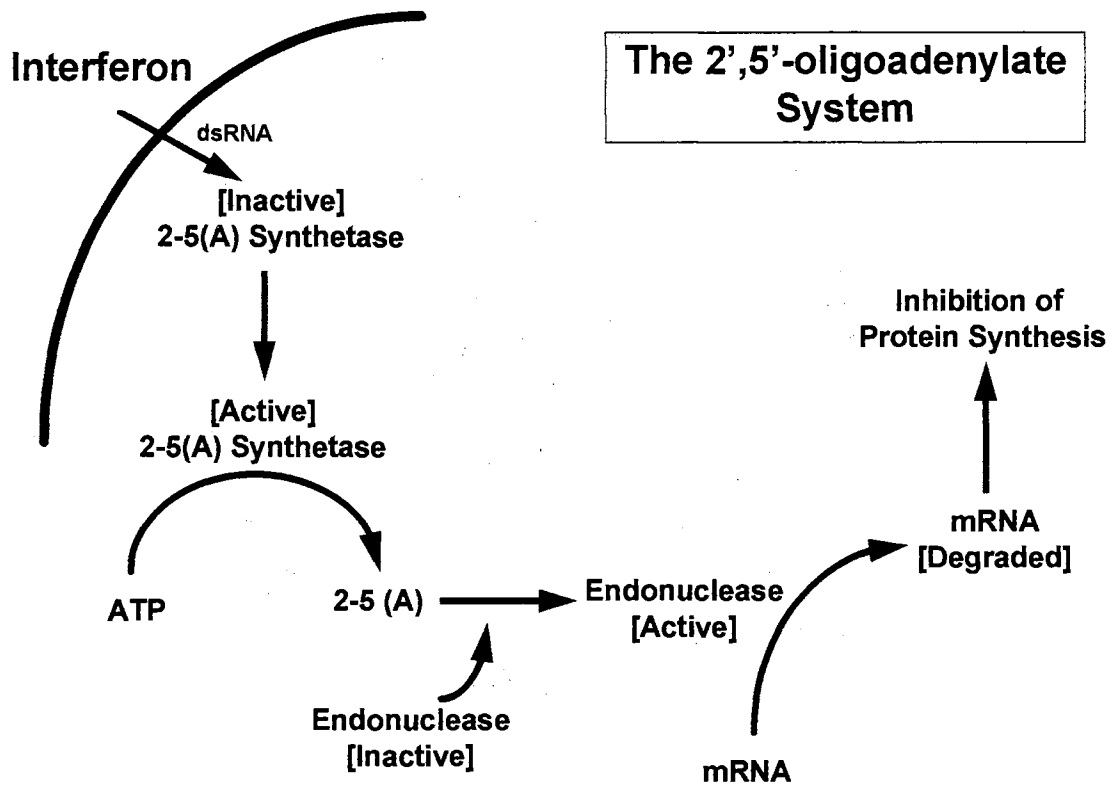 The 2',5'-oligoadenylate
System
Interferon
dsRNA
[Inactive]
2-5(A) Synthetase
[Active]
2-5(A) Synthetase
ATP
2-5 (A)
Endonuclease
[Inactive]
Endonuclease
[Active]
mRNA
mRNA
[Degraded]
Inhibition of
Protein Synthesis